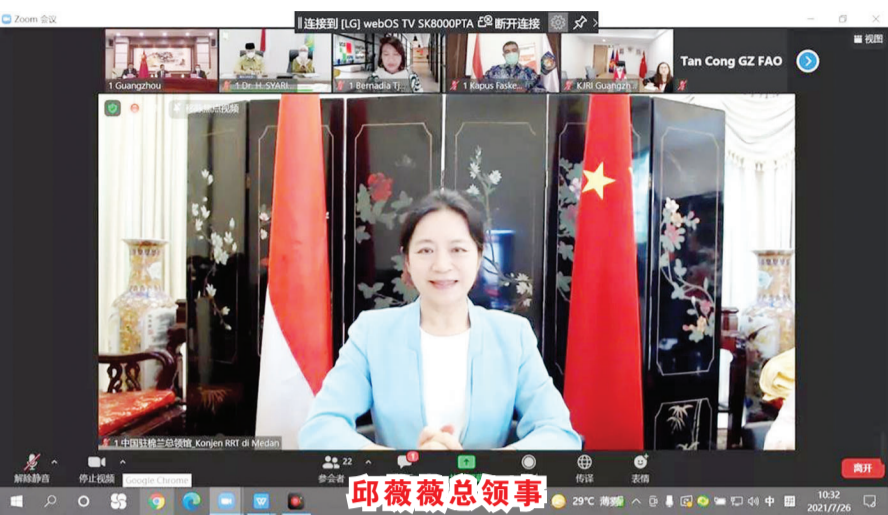 Zoom 会议
连接到 [LG] webOS TV SK8000PTA 断开连接
视图
1 Guangzhou
1 Dr. H. SYARI...
1 Bernadia Tj...
1 Kapus Faske...
KJRI Guangzh...
Tan Cong GZ FAO
1 中国驻棉兰总领馆_Konjen RRT di Medan
解除静音
停止视频
Google Chrome
参会者
22
1
传译
表情
离开
邱薇薇总领事
29°C 薄雾
中
10:32
2021/7/26